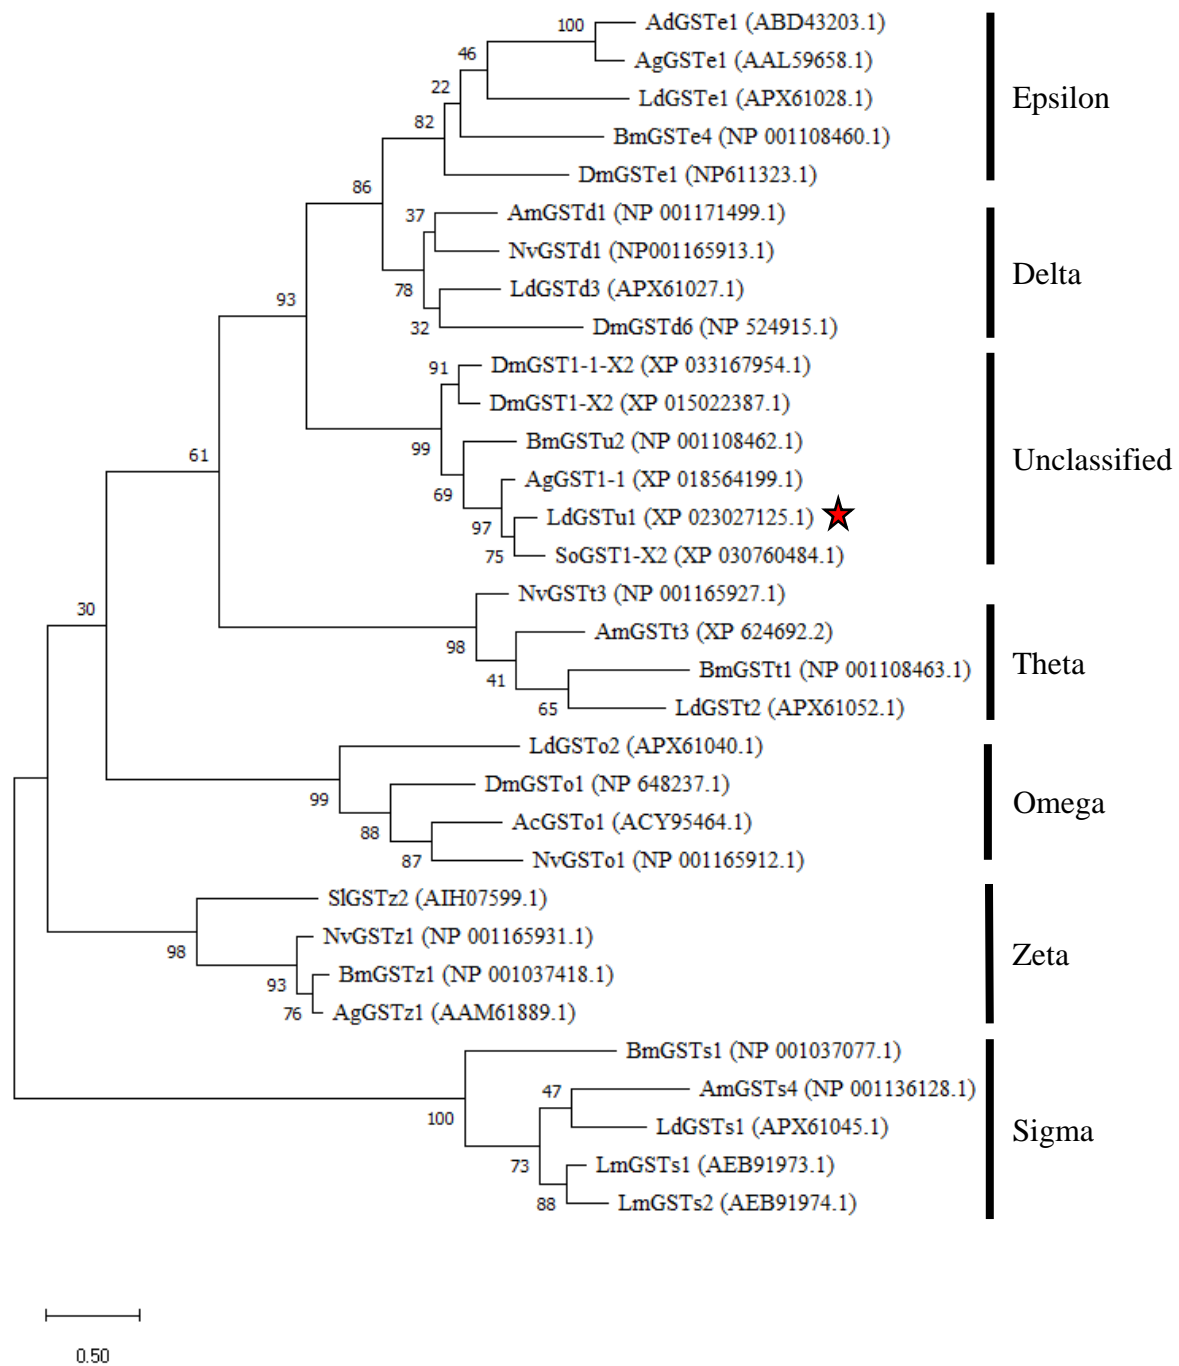 100
AdGSTe1 (ABD43203.1)
46
AgGSTe1 (AAL59658.1)
22
LdGSTe1 (APX61028.1)
Epsilon
82
BmGSTe4 (NP 001108460.1)
DmGSTe1 (NP611323.1)
86
37
AmGSTd1 (NP 001171499.1)
NvGSTd1 (NP001165913.1)
Delta
78
LdGSTd3 (APX61027.1)
93
32
DmGSTd6 (NP 524915.1)
91
DmGST1-1-X2 (XP 033167954.1)
DmGST1-X2 (XP 015022387.1)
99
BmGSTu2 (NP 001108462.1)
61
Unclassified
69
AgGST1-1 (XP 018564199.1)
97
LdGSTu1 (XP 023027125.1)
75
SoGST1-X2 (XP 030760484.1)
30
NvGSTt3 (NP 001165927.1)
98
AmGSTt3 (XP 624692.2)
41
BmGSTt1 (NP 001108463.1)
Theta
65
LdGSTt2 (APX61052.1)
LdGSTo2 (APX61040.1)
99
DmGSTo1 (NP 648237.1)
Omega
88
AcGSTo1 (ACY95464.1)
87
NvGSTo1 (NP 001165912.1)
SlGSTz2 (AIH07599.1)
98
NvGSTz1 (NP 001165931.1)
Zeta
93
BmGSTz1 (NP 001037418.1)
76
AgGSTz1 (AAM61889.1)
BmGSTs1 (NP 001037077.1)
47
AmGSTs4 (NP 001136128.1)
100
LdGSTs1 (APX61045.1)
Sigma
73
LmGSTs1 (AEB91973.1)
88
LmGSTs2 (AEB91974.1)
0.50